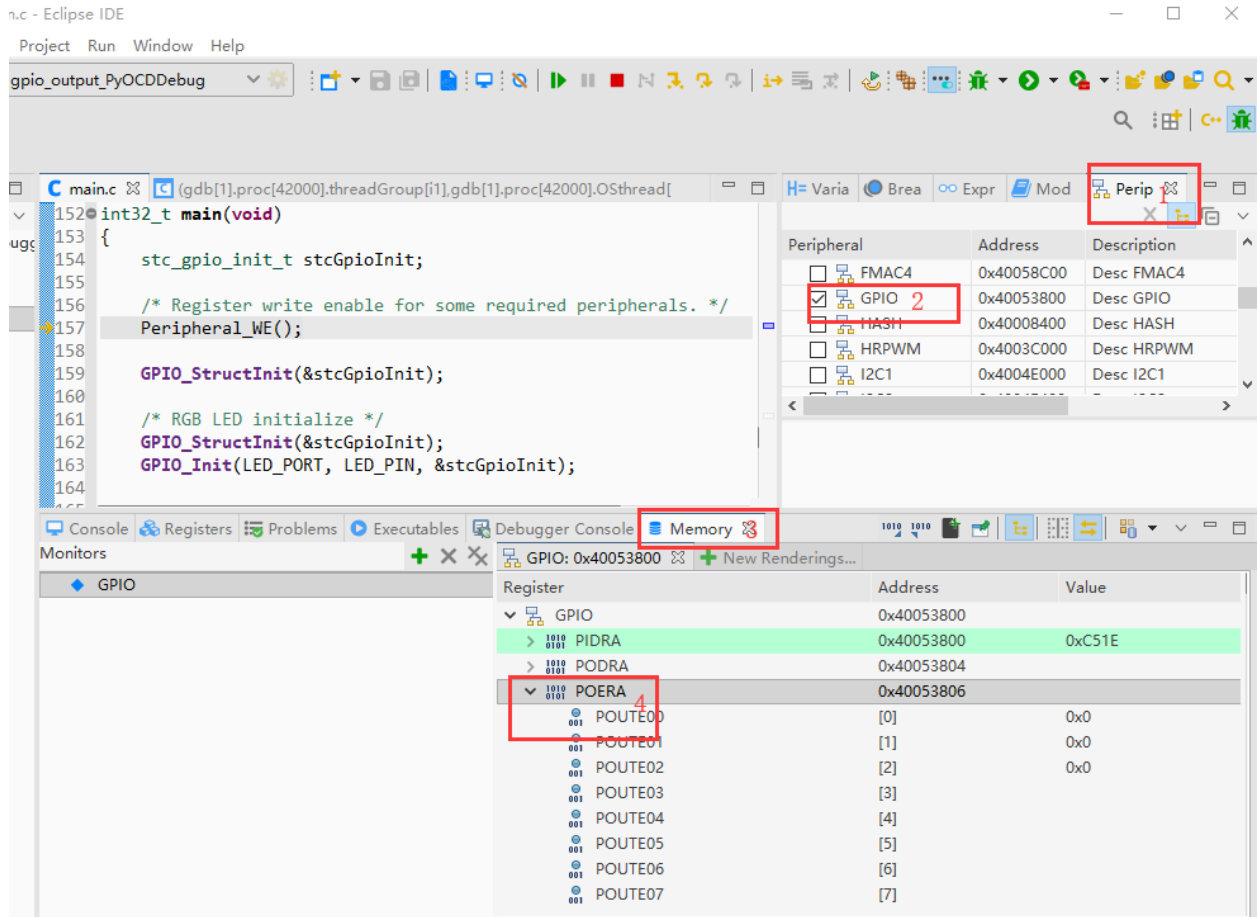 n.c - Eclipse IDE
Project Run Window Help
gpio_output_PyOCDDebug
main.c
(gdb[1].proc[42000].threadGroup[i1],gdb[1].proc[42000].OSthread[
152 int32_t main(void)
153 {
154 stc_gpio_init_t stcGpioInit;
155
156 /* Register write enable for some required peripherals. */
157 Peripheral_WE();
158
159 GPIO_StructInit(&stcGpioInit);
160
161 /* RGB LED initialize */
162 GPIO_StructInit(&stcGpioInit);
163 GPIO_Init(LED_PORT, LED_PIN, &stcGpioInit);
164
Varia Brea Expr Mod Perip 1
Peripheral Address Description
FMAC4 0x40058C00 Desc FMAC4
GPIO 2 0x40053800 Desc GPIO
HASH 0x40008400 Desc HASH
HRPWM 0x4003C000 Desc HRPWM
I2C1 0x4004E000 Desc I2C1
Console Registers Problems Executables Debugger Console Memory 3
Monitors
GPIO
GPIO: 0x40053800 New Renderings...
Register Address Value
GPIO 0x40053800
PIDRA 0x40053800 0xC51E
PODRA 0x40053804
POERA 4 0x40053806
POUTE00 [0] 0x0
POUTE01 [1] 0x0
POUTE02 [2] 0x0
POUTE03 [3]
POUTE04 [4]
POUTE05 [5]
POUTE06 [6]
POUTE07 [7]